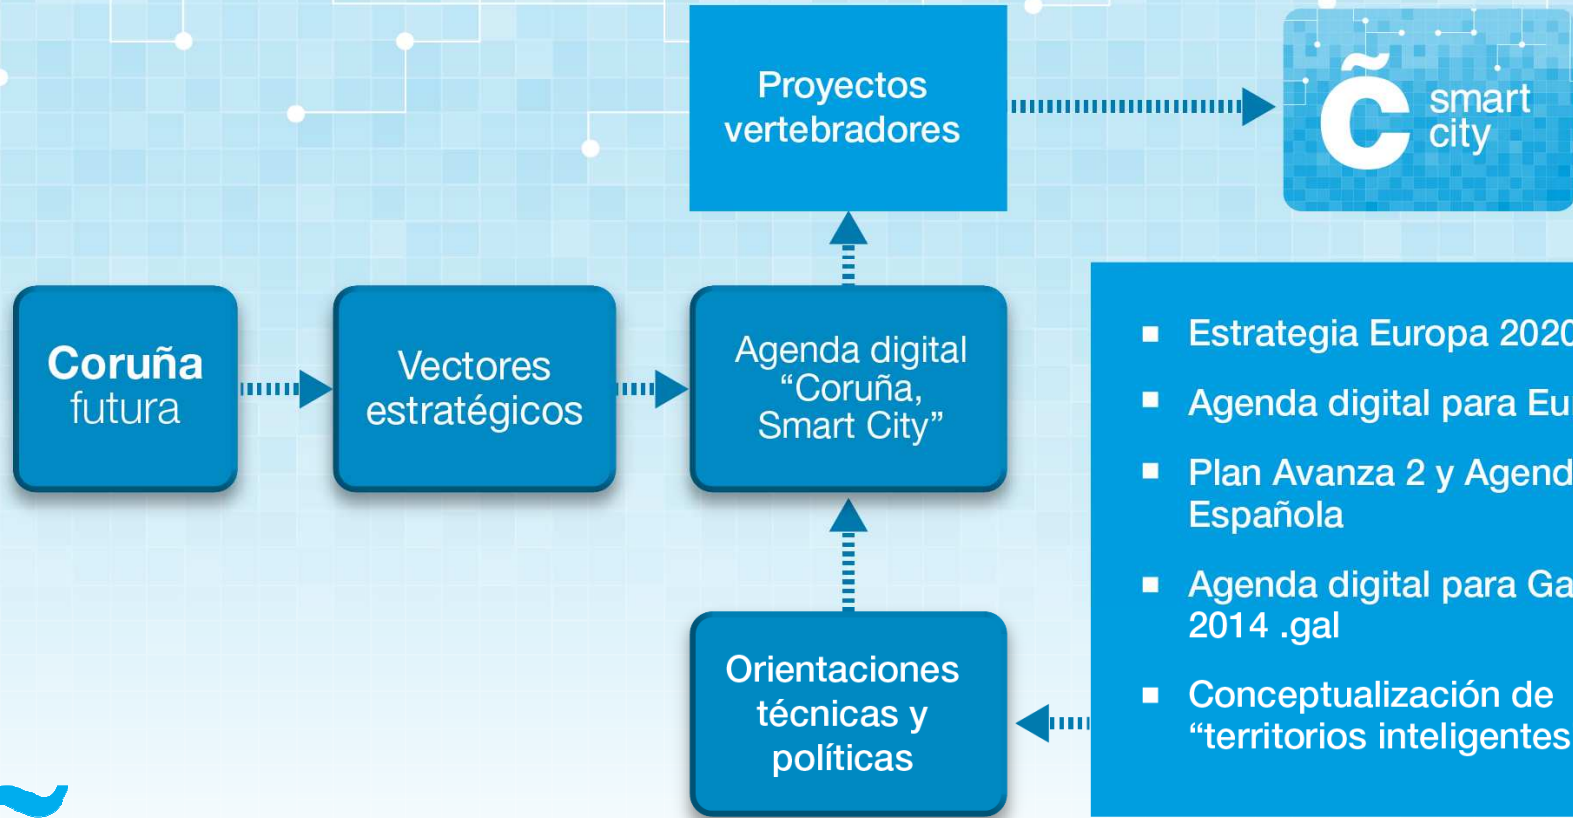 Proyectos
vertebradores
C̃ smart
city
Coruña
futura
Vectores
estratégicos
Agenda digital
“Coruña,
Smart City”
Orientaciones
técnicas y
políticas
Estrategia Europa 2020
Agenda digital para
Plan Avanza 2 y
Española
Agenda digital para
2014 .gal
Conceptualización de
“territorios inteligentes